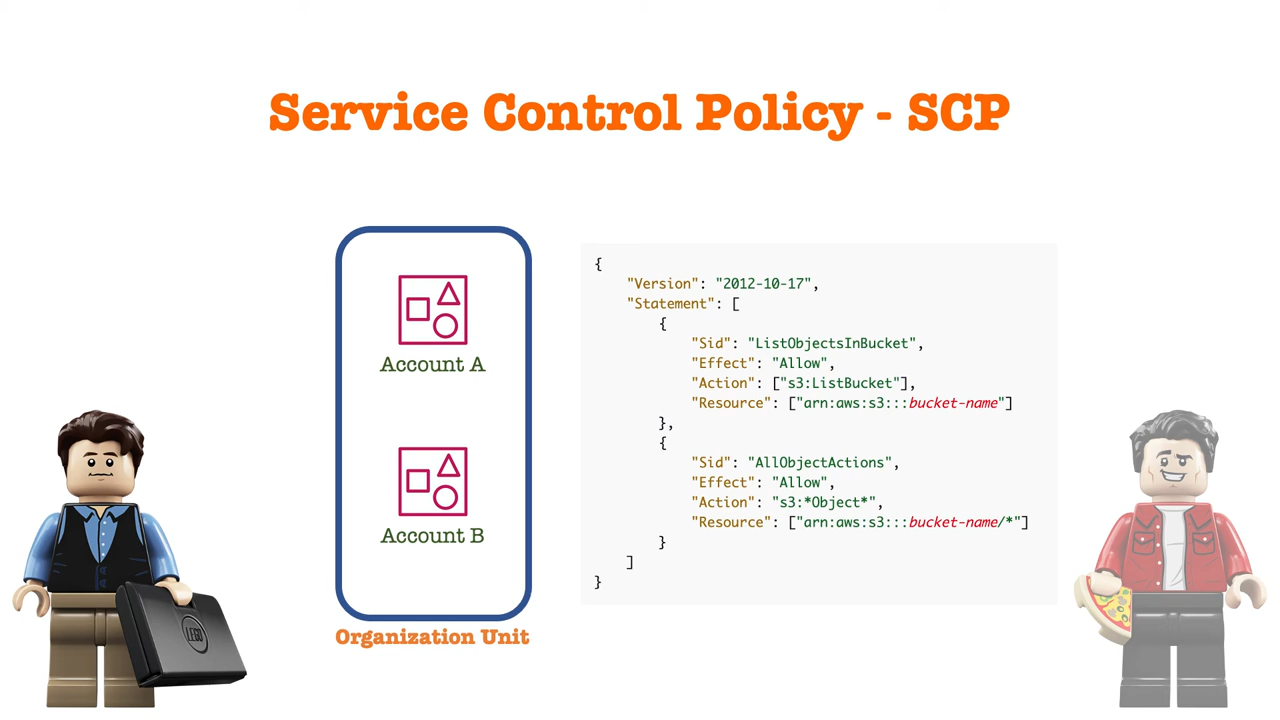 Service Control Policy - SCP
Account A
Account B
Organization Unit
{
"Version": "2012-10-17",
"Statement": [
{
"Sid": "ListObjectsInBucket",
"Effect": "Allow",
"Action": ["s3:ListBucket"],
"Resource": ["arn:aws:s3:::bucket-name"]
},
{
"Sid": "AllObjectActions",
"Effect": "Allow",
"Action": "s3:*Object*",
"Resource": ["arn:aws:s3:::bucket-name/*"]
}
]
}
LEGO